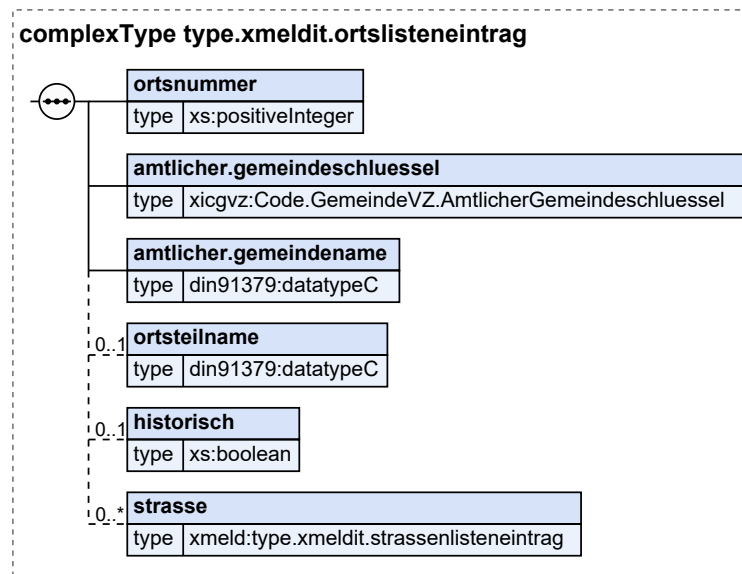 complexType type.xmeldit.ortslisteneintrag
ortsnummer
type xs:positiveInteger
amtlicher.gemeindeschluessel
type xicgvz:Code.GemeindeVZ.AmtlicherGemeindeschluessel
amtlicher.gemeindename
type din91379:datatypeC
0..1 ortsteilname
type din91379:datatypeC
0..1 historisch
type xs:boolean
0..* strasse
type xmeld:type.xmeldit.strassenlisteneintrag